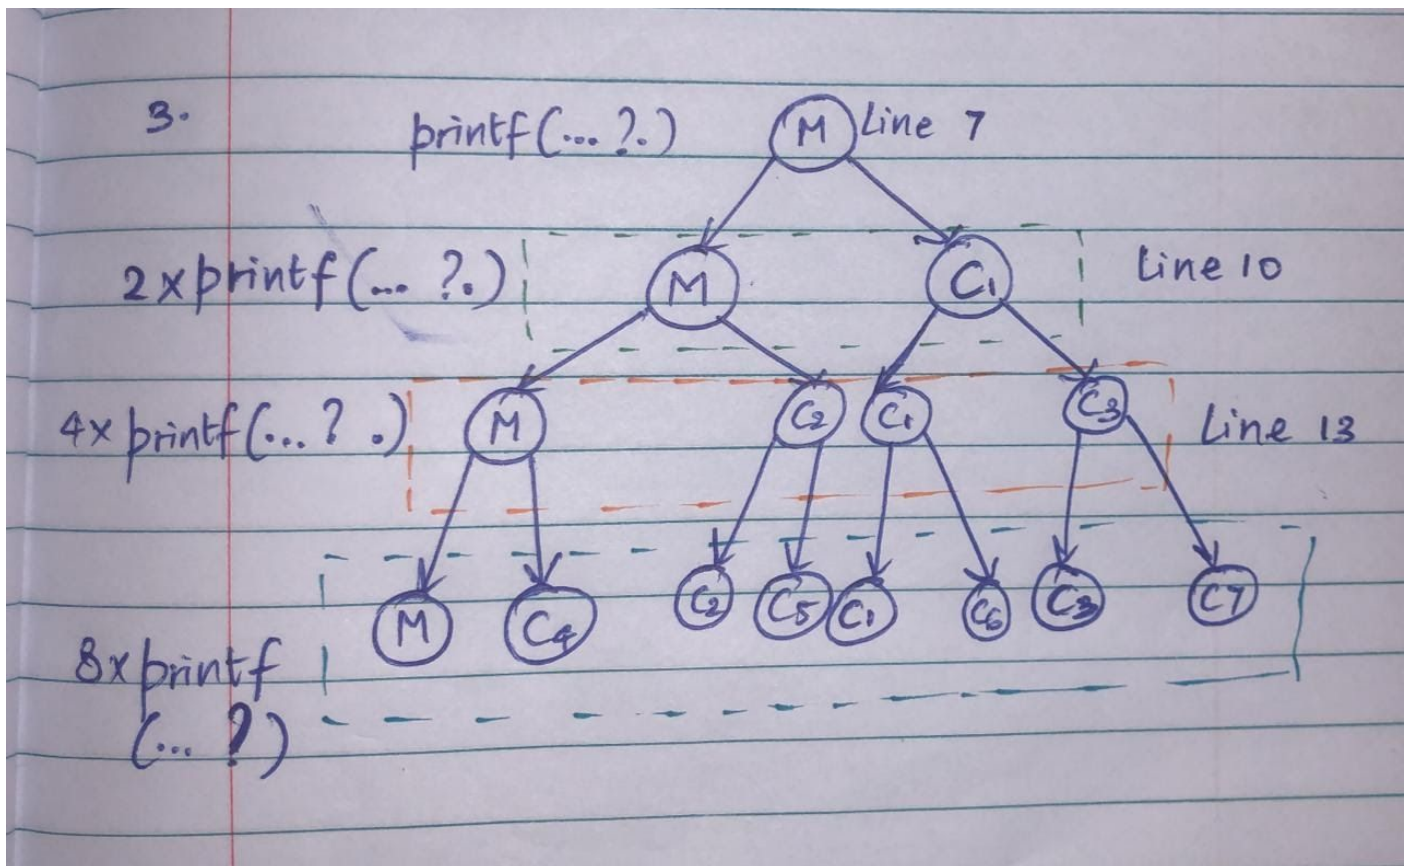 3.
printf(... ?.) M Line 7
2xprintf(... ?.) M C1 Line 10
4x printf(... ? .) M C2 C1 C3 Line 13
M C4 C2 C5 C1 C6 C3 C7
8x printf
(... ?)